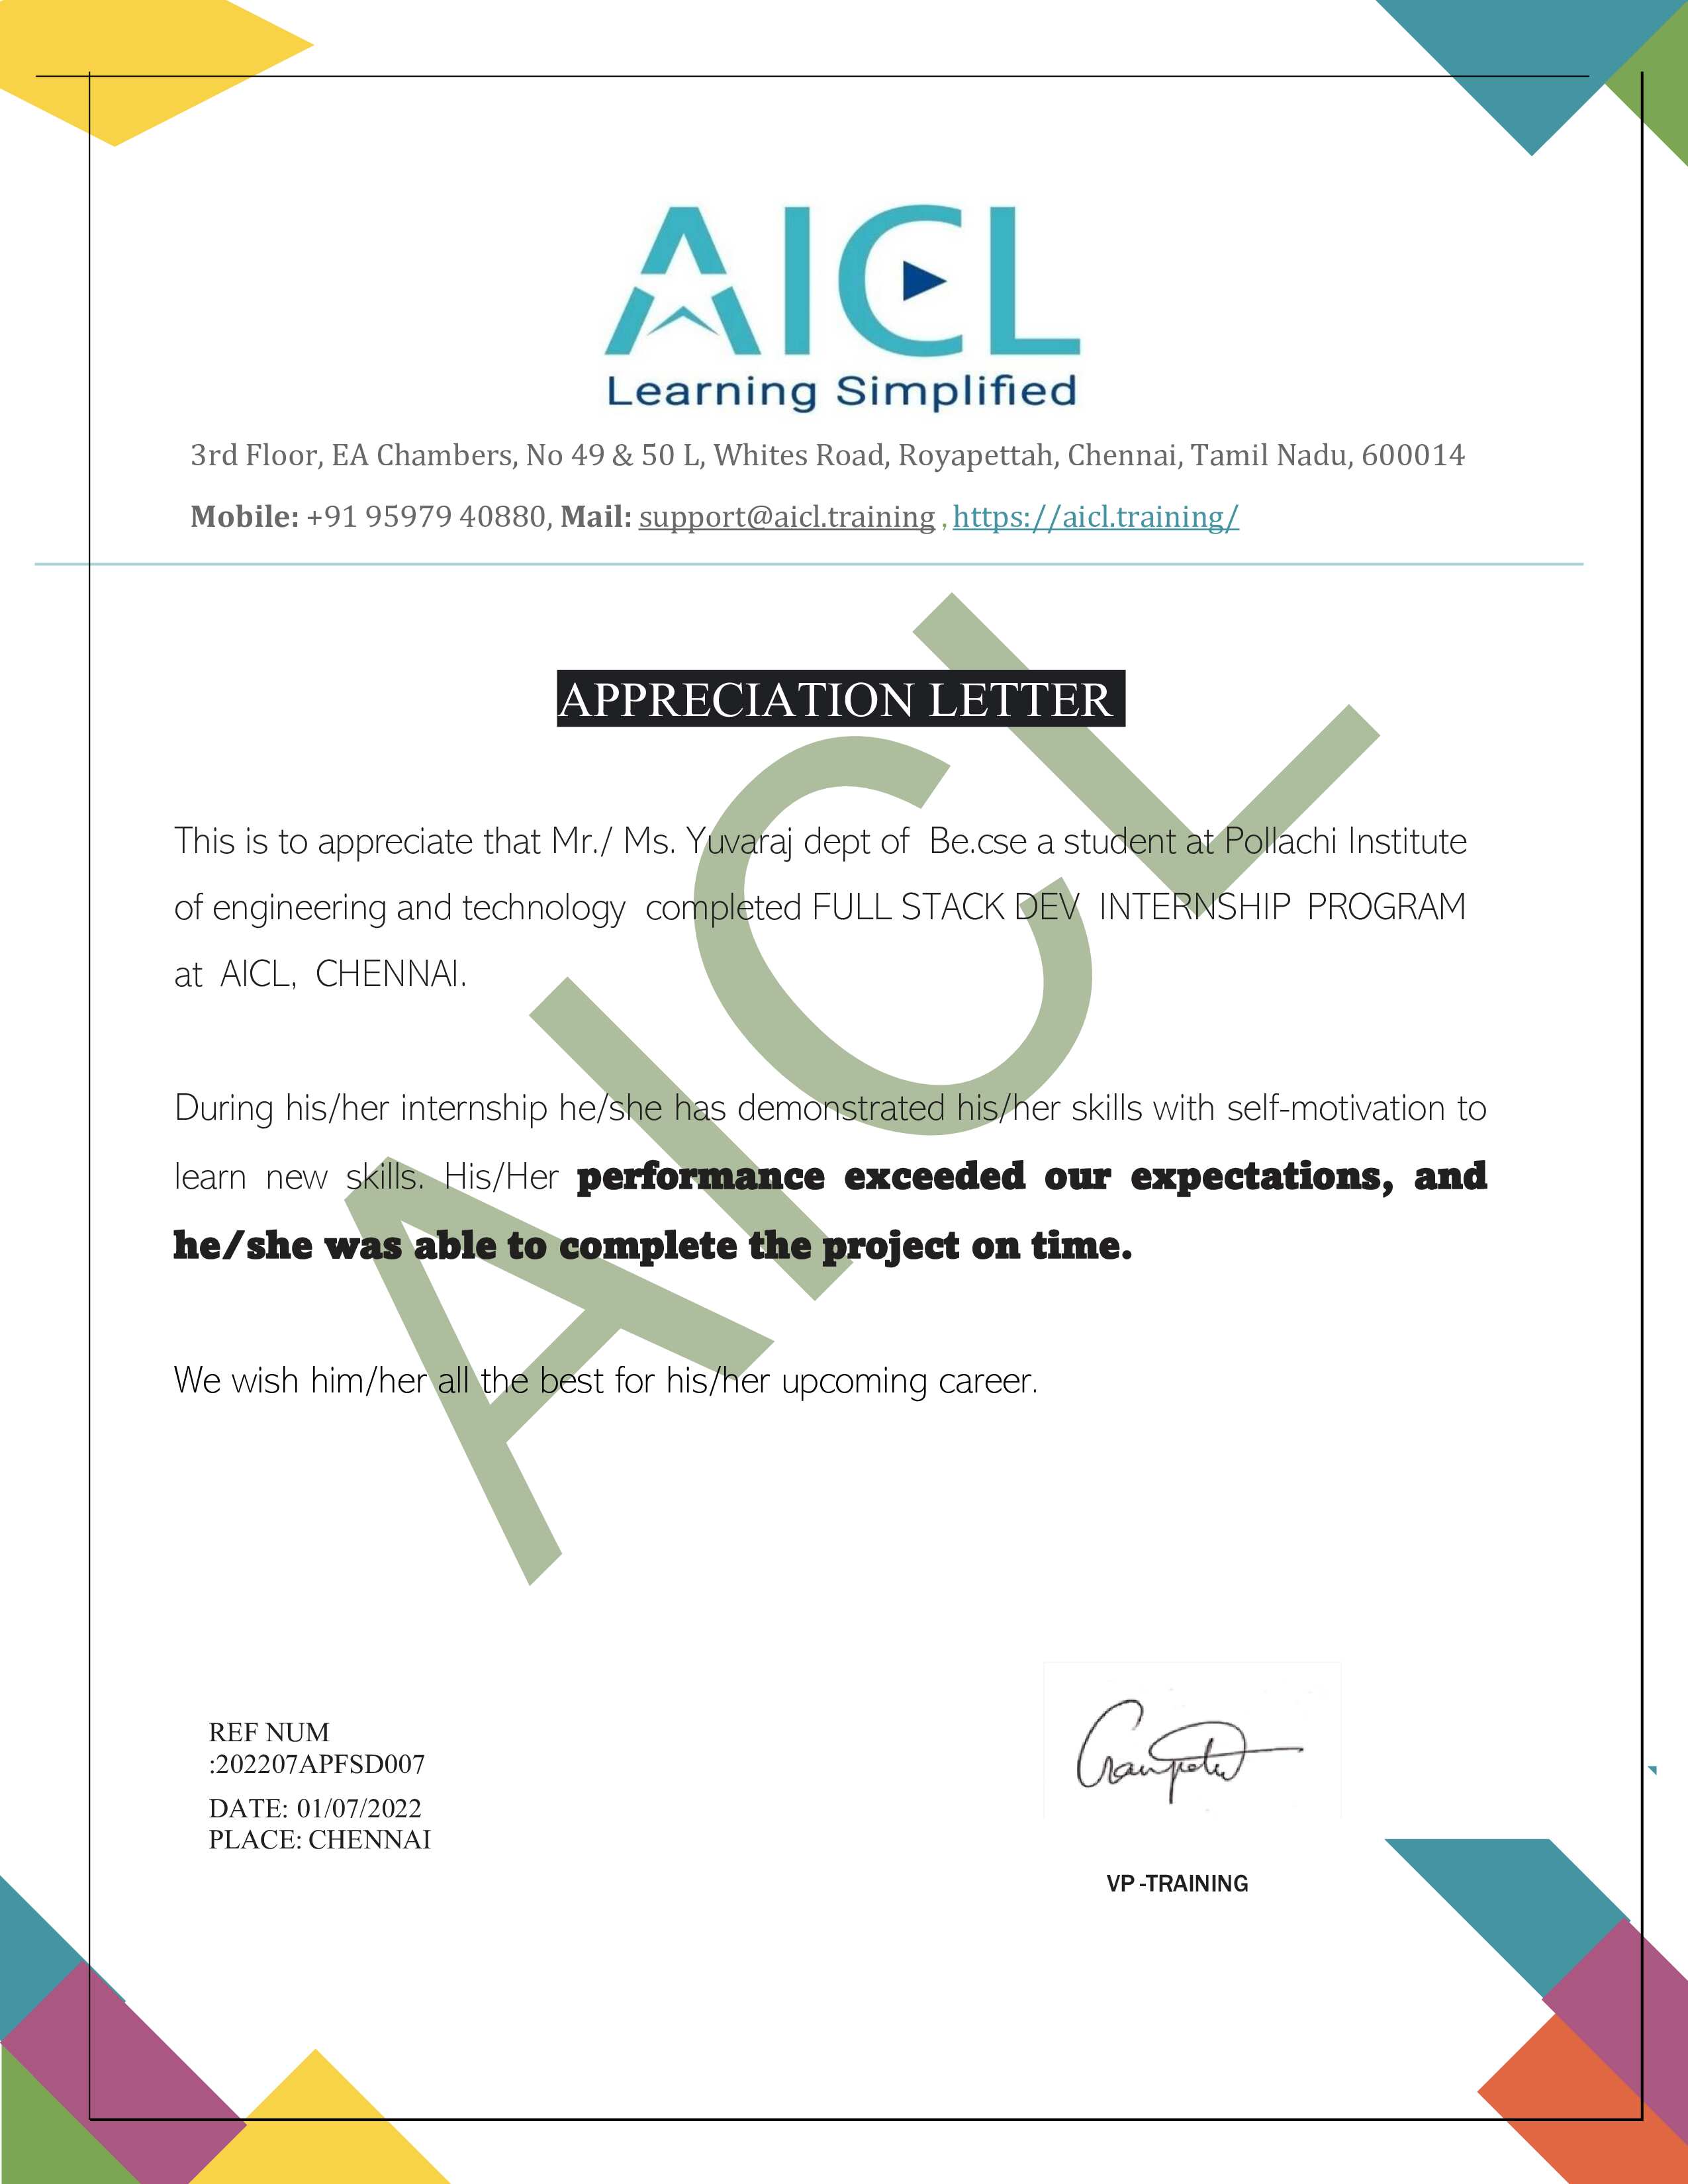 AICL
Learning Simplified
3rd Floor, EA Chambers, No 49 & 50 L, Whites Road, Royapettah, Chennai, Tamil Nadu, 600014
Mobile: +91 95979 40880, Mail: support@aicl.training , https://aicl.training/
APPRECIATION LETTER
This is to appreciate that Mr./ Ms. Yuvaraj dept of Be.cse a student at Pollachi Institute
of engineering and technology completed FULL STACK DEV INTERNSHIP PROGRAM
at AICL, CHENNAI.
During his/her internship he/she has demonstrated his/her skills with self-motivation to
learn new skills. His/Her performance exceeded our expectations, and
he/she was able to complete the project on time.
We wish him/her all the best for his/her upcoming career.
AICL
REF NUM
:202207APFSD007
DATE: 01/07/2022
PLACE: CHENNAI
VP -TRAINING